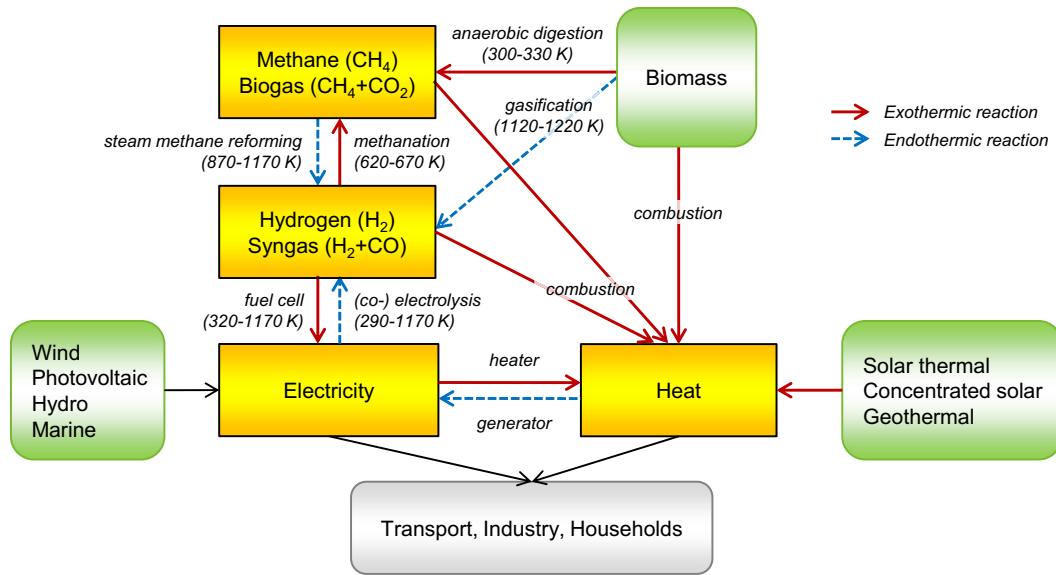 anaerobic digestion
(300-330 K)
Methane (CH₄)
Biogas (CH₄+CO₂)
Biomass
gasification
(1120-1220 K)
Exothermic reaction
Endothermic reaction
steam methane reforming
(870-1170 K)
methanation
(620-670 K)
Hydrogen (H₂)
Syngas (H₂+CO)
combustion
combustion
fuel cell
(320-1170 K)
(co-) electrolysis
(290-1170 K)
Wind
Photovoltaic
Hydro
Marine
Electricity
heater
generator
Heat
Solar thermal
Concentrated solar
Geothermal
Transport, Industry, Households